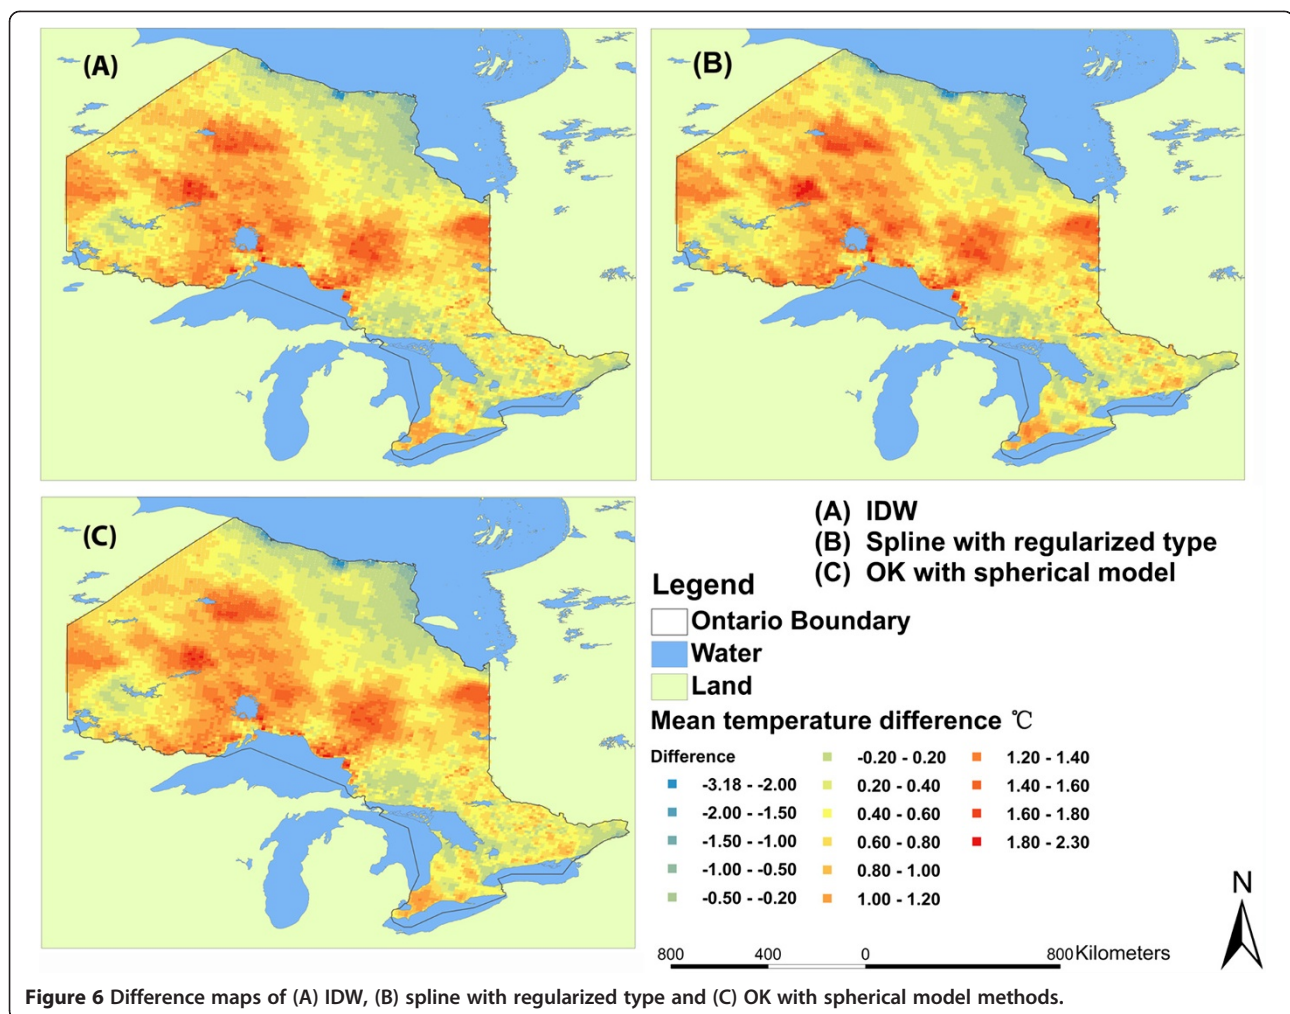 (A)
(B)
(C)
(A) IDW
(B) Spline with regularized type
(C) OK with spherical model
Legend
Ontario Boundary
Water
Land
Mean temperature difference ℃
Difference
-3.18 - -2.00
-2.00 - -1.50
-1.50 - -1.00
-1.00 - -0.50
-0.50 - -0.20
-0.20 - 0.20
0.20 - 0.40
0.40 - 0.60
0.60 - 0.80
0.80 - 1.00
1.00 - 1.20
1.20 - 1.40
1.40 - 1.60
1.60 - 1.80
1.80 - 2.30
N
800 400 0 800 Kilometers
Figure 6 Difference maps of (A) IDW, (B) spline with regularized type and (C) OK with spherical model methods.